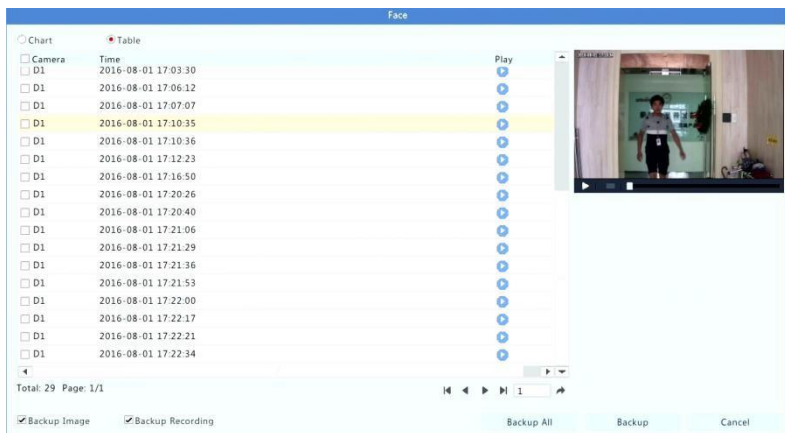 Face
Chart Table
Camera Time Play
D1 2016-08-01 17:03:30
D1 2016-08-01 17:06:12
D1 2016-08-01 17:07:07
D1 2016-08-01 17:10:35
D1 2016-08-01 17:10:36
D1 2016-08-01 17:12:23
D1 2016-08-01 17:16:50
D1 2016-08-01 17:20:26
D1 2016-08-01 17:20:40
D1 2016-08-01 17:21:06
D1 2016-08-01 17:21:29
D1 2016-08-01 17:21:36
D1 2016-08-01 17:21:53
D1 2016-08-01 17:22:00
D1 2016-08-01 17:22:17
D1 2016-08-01 17:22:21
D1 2016-08-01 17:22:34
Total: 29 Page: 1/1 1
Backup Image Backup Recording Backup All Backup Cancel